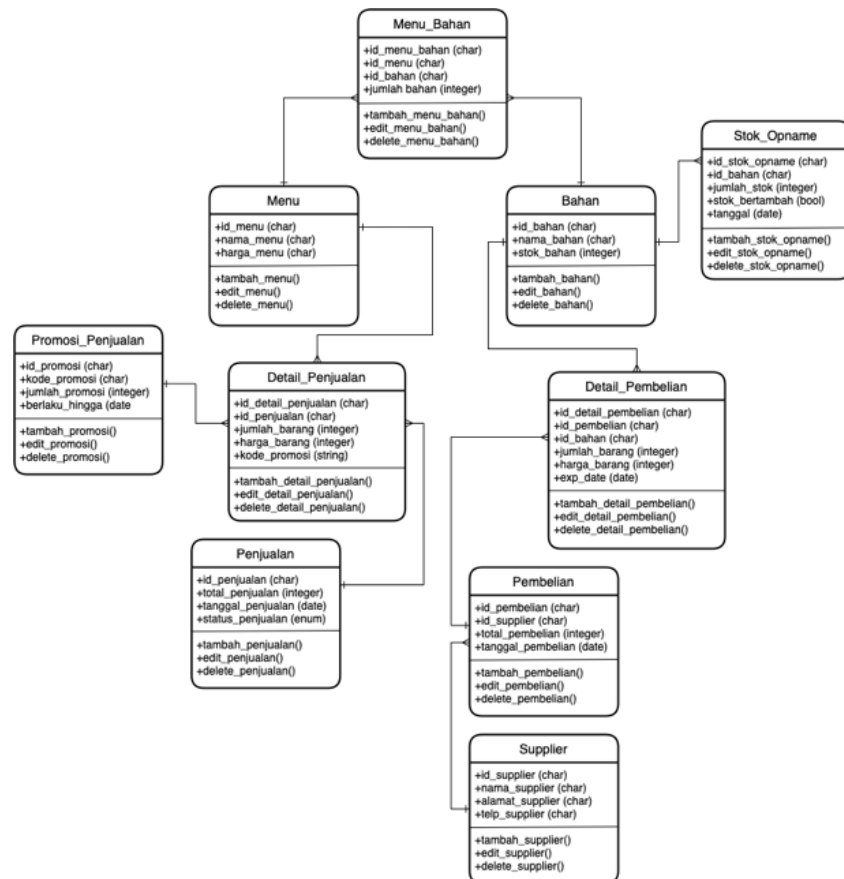 Menu_Bahan
+id_menu_bahan (char)
+id_menu (char)
+id_bahan (char)
+jumlah bahan (integer)
+tambah_menu_bahan()
+edit_menu_bahan()
+delete_menu_bahan()
Stok_Opname
+id_stok_opname (char)
+id_bahan (char)
+jumlah_stok (integer)
+stok_bertambah (bool)
+tanggal (date)
+tambah_stok_opname()
+edit_stok_opname()
+delete_stok_opname()
Menu
+id_menu (char)
+nama_menu (char)
+harga_menu (char)
+tambah_menu()
+edit_menu()
+delete_menu()
Bahan
+id_bahan (char)
+nama_bahan (char)
+stok_bahan (integer)
+tambah_bahan()
+edit_bahan()
+delete_bahan()
Promosi_Penjualan
+id_promosi (char)
+kode_promosi (char)
+jumlah_promosi (integer)
+berlaku_hingga (date
+tambah_promosi()
+edit_promosi()
+delete_promosi()
Detail_Penjualan
+id_detail_penjualan (char)
+id_penjualan (char)
+jumlah_barang (integer)
+harga_barang (integer)
+kode_promosi (string)
+tambah_detail_penjualan()
+edit_detail_penjualan()
+delete_detail_penjualan()
Detail_Pembelian
+id_detail_pembelian (char)
+id_pembelian (char)
+id_bahan (char)
+jumlah_barang (integer)
+harga_barang (integer)
+exp_date (date)
+tambah_detail_pembelian()
+edit_detail_pembelian()
+delete_detail_pembelian()
Penjualan
+id_penjualan (char)
+total_penjualan (integer)
+tanggal_penjualan (date)
+status_penjualan (enum)
+tambah_penjualan()
+edit_penjualan()
+delete_penjualan()
Pembelian
+id_pembelian (char)
+id_supplier (char)
+total_pembelian (integer)
+tanggal_pembelian (date)
+tambah_pembelian()
+edit_pembelian()
+delete_pembelian()
Supplier
+id_supplier (char)
+nama_supplier (char)
+alamat_supplier (char)
+telp_supplier (char)
+tambah_supplier()
+edit_supplier()
+delete_supplier()